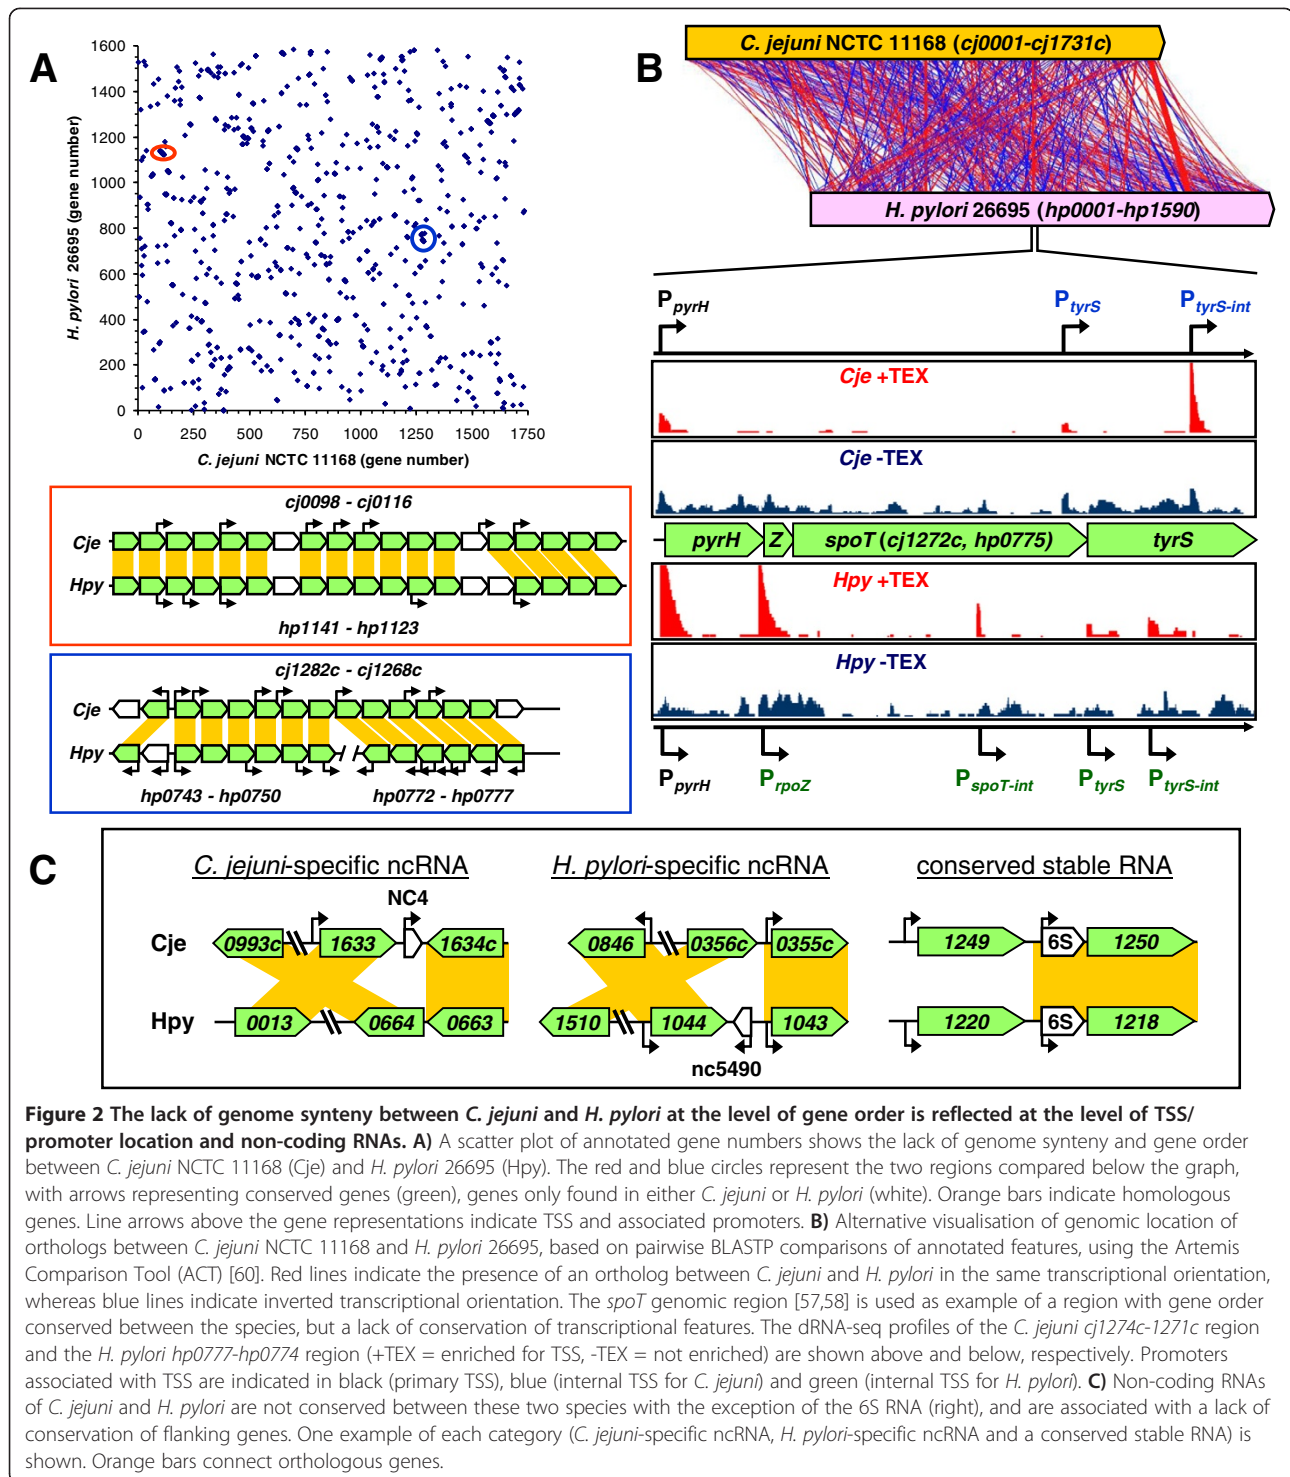 A
1600
1400
1200
1000
800
600
400
200
0
H. pylori 26695 (gene number)
0 250 500 750 1000 1250 1500 1750
C. jejuni NCTC 11168 (gene number)
cj0098 - cj0116
Cje
Hpy
hp1141 - hp1123
cj1282c - cj1268c
Cje
Hpy
hp0743 - hp0750 hp0772 - hp0777
B
C. jejuni NCTC 11168 (cj0001-cj1731c)
H. pylori 26695 (hp0001-hp1590)
PpyrH PtyrS PtyrS-int
Cje +TEX
Cje -TEX
pyrH Z spoT (cj1272c, hp0775) tyrS
Hpy +TEX
Hpy -TEX
PpyrH PrpoZ PspoT-int PtyrS PtyrS-int
C
C. jejuni-specific ncRNA H. pylori-specific ncRNA conserved stable RNA
NC4
Cje 0993c 1633 1634c 0846 0356c 0355c 1249 6S 1250
Hpy 0013 0664 0663 1510 1044 1043 1220 6S 1218
nc5490
Figure 2 The lack of genome synteny between C. jejuni and H. pylori at the level of gene order is reflected at the level of TSS/
promoter location and non-coding RNAs. A) A scatter plot of annotated gene numbers shows the lack of genome synteny and gene order
between C. jejuni NCTC 11168 (Cje) and H. pylori 26695 (Hpy). The red and blue circles represent the two regions compared below the graph,
with arrows representing conserved genes (green), genes only found in either C. jejuni or H. pylori (white). Orange bars indicate homologous
genes. Line arrows above the gene representations indicate TSS and associated promoters. B) Alternative visualisation of genomic location of
orthologs between C. jejuni NCTC 11168 and H. pylori 26695, based on pairwise BLASTP comparisons of annotated features, using the Artemis
Comparison Tool (ACT) [60]. Red lines indicate the presence of an ortholog between C. jejuni and H. pylori in the same transcriptional orientation,
whereas blue lines indicate inverted transcriptional orientation. The spoT genomic region [57,58] is used as example of a region with gene order
conserved between the species, but a lack of conservation of transcriptional features. The dRNA-seq profiles of the C. jejuni cj1274c-1271c region
and the H. pylori hp0777-hp0774 region (+TEX = enriched for TSS, -TEX = not enriched) are shown above and below, respectively. Promoters
associated with TSS are indicated in black (primary TSS), blue (internal TSS for C. jejuni) and green (internal TSS for H. pylori). C) Non-coding RNAs
of C. jejuni and H. pylori are not conserved between these two species with the exception of the 6S RNA (right), and are associated with a lack of
conservation of flanking genes. One example of each category (C. jejuni-specific ncRNA, H. pylori-specific ncRNA and a conserved stable RNA) is
shown. Orange bars connect orthologous genes.